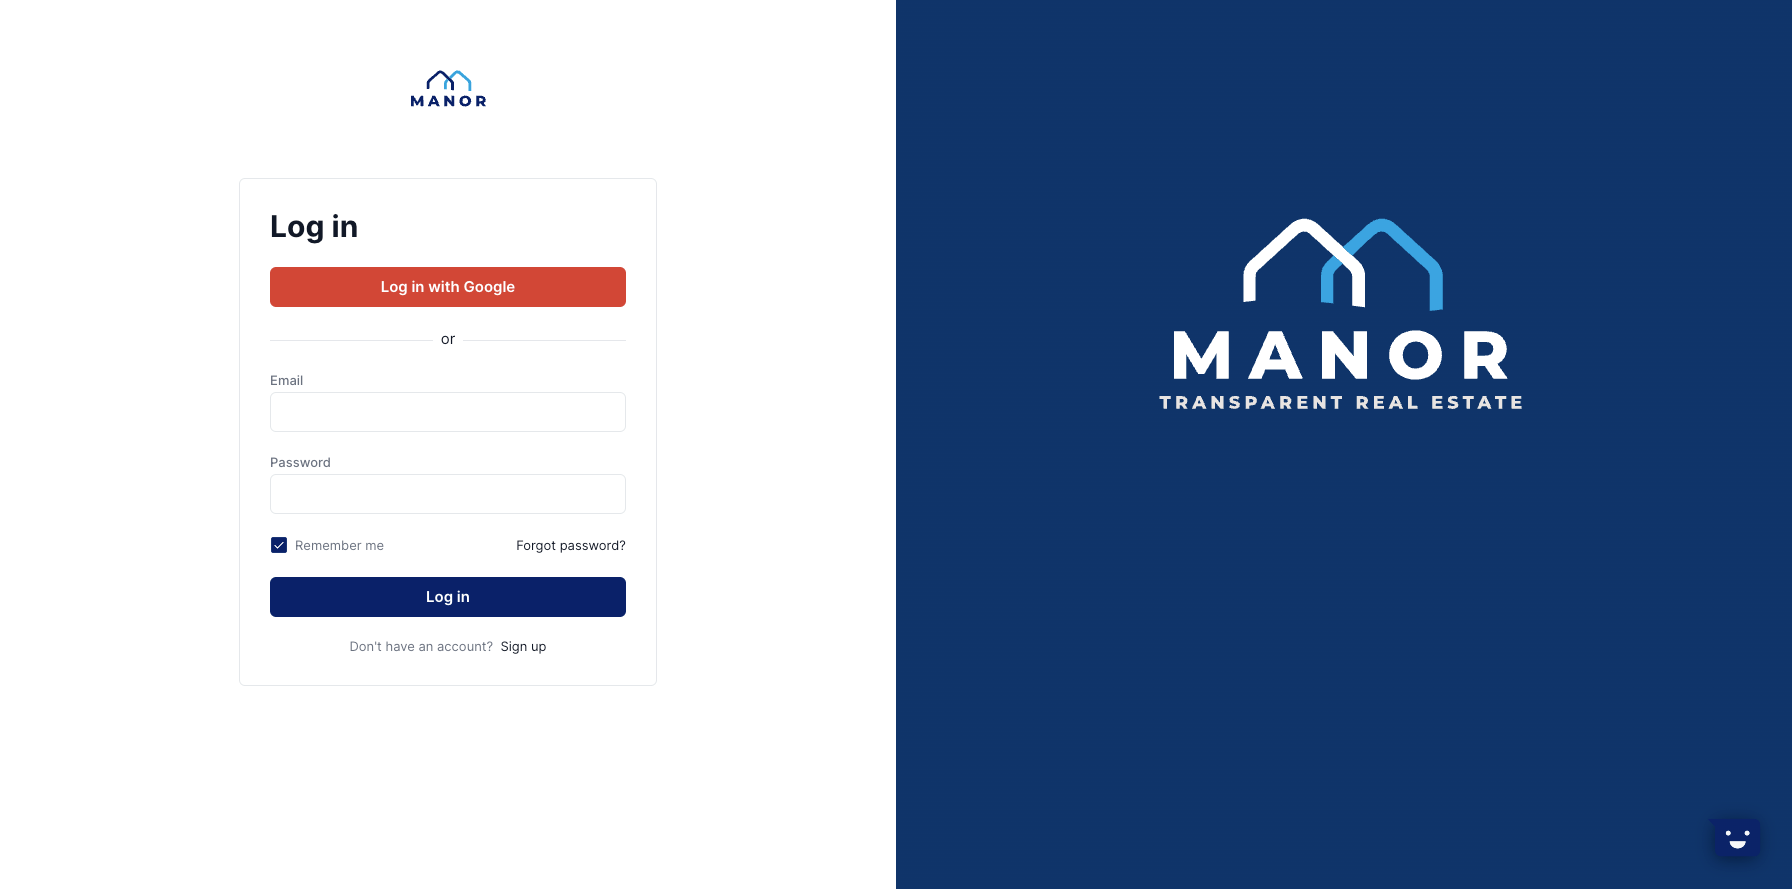 MANOR
Log in
Log in with Google
or
Email
Password
Remember me
Forgot password?
Log in
Don't have an account? Sign up
MANOR
TRANSPARENT REAL ESTATE